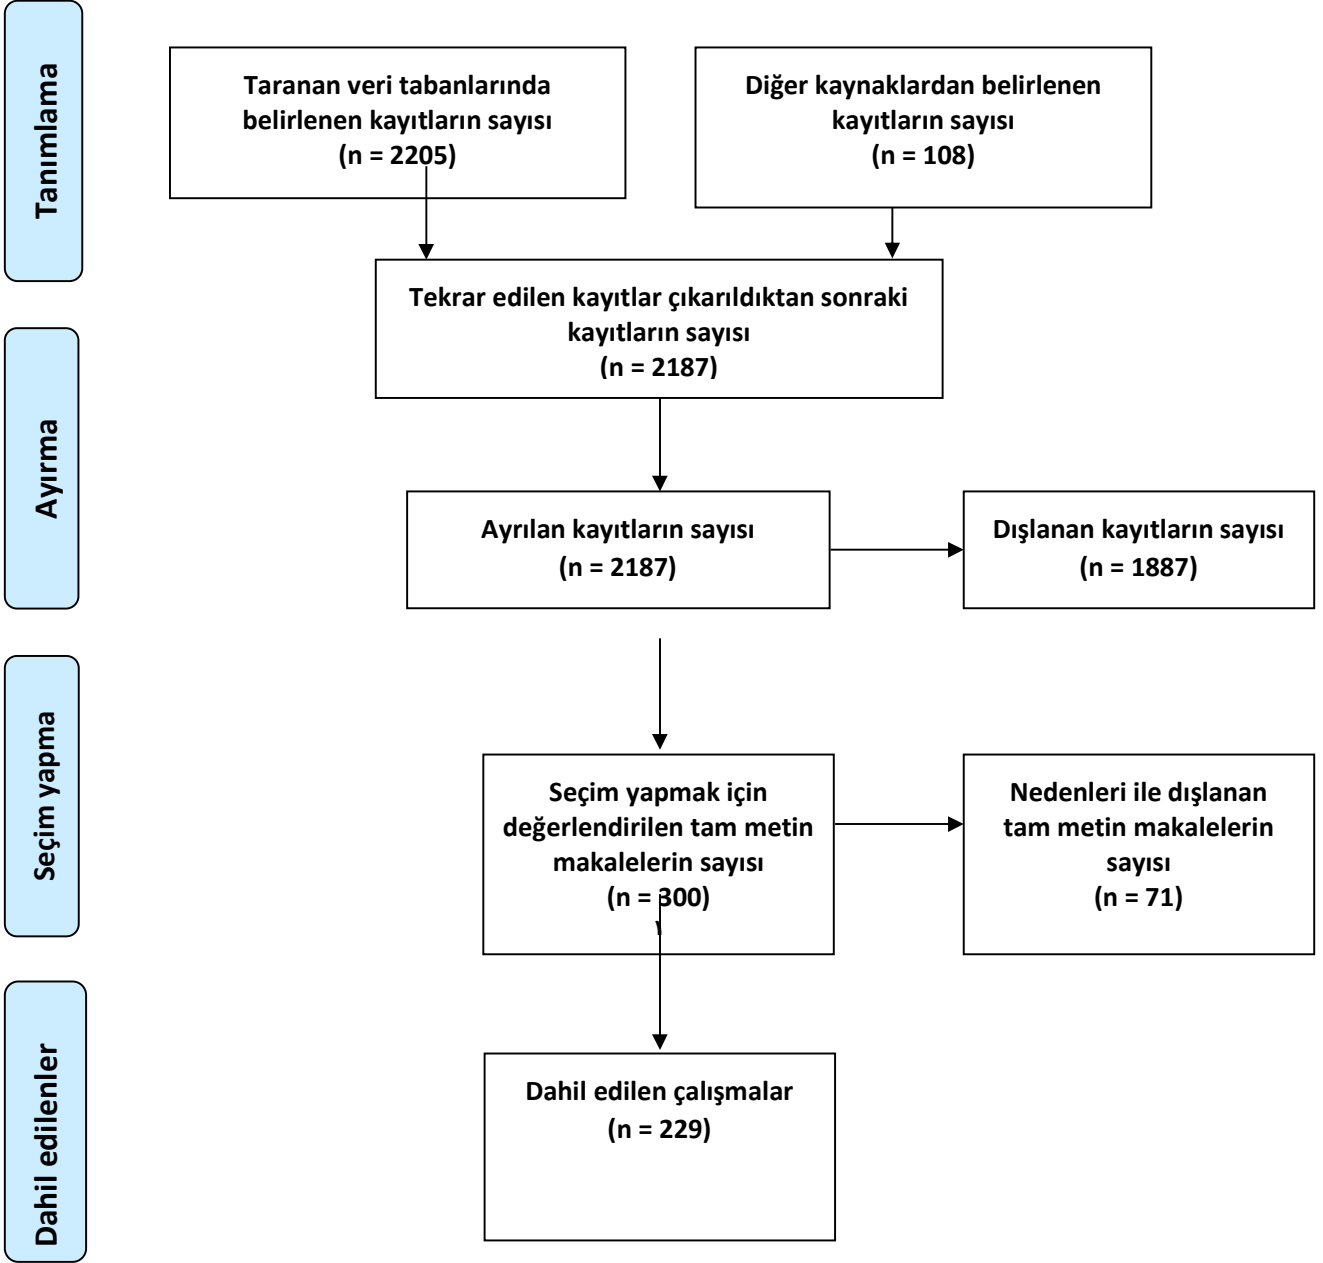 Tanımlama
Taranan veri tabanlarında
belirlenen kayıtların sayısı
(n = 2205)
Diğer kaynaklardan belirlenen
kayıtların sayısı
(n = 108)
Tekrar edilen kayıtlar çıkarıldıktan sonraki
kayıtların sayısı
(n = 2187)
Ayırma
Ayrılan kayıtların sayısı
(n = 2187)
Dışlanan kayıtların sayısı
(n = 1887)
Seçim yapma
Seçim yapmak için
değerlendirilen tam metin
makalelerin sayısı
(n = 300)
Nedenleri ile dışlanan
tam metin makalelerin
sayısı
(n = 71)
Dahil edilenler
Dahil edilen çalışmalar
(n = 229)